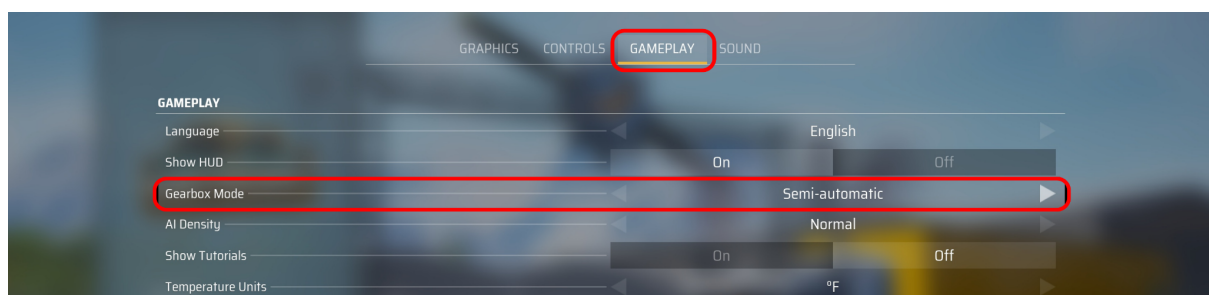 GRAPHICS CONTROLS GAMEPLAY SOUND
GAMEPLAY
Language English
Show HUD On Off
Gearbox Mode Semi-automatic
AI Density Normal
Show Tutorials On Off
Temperature Units °F